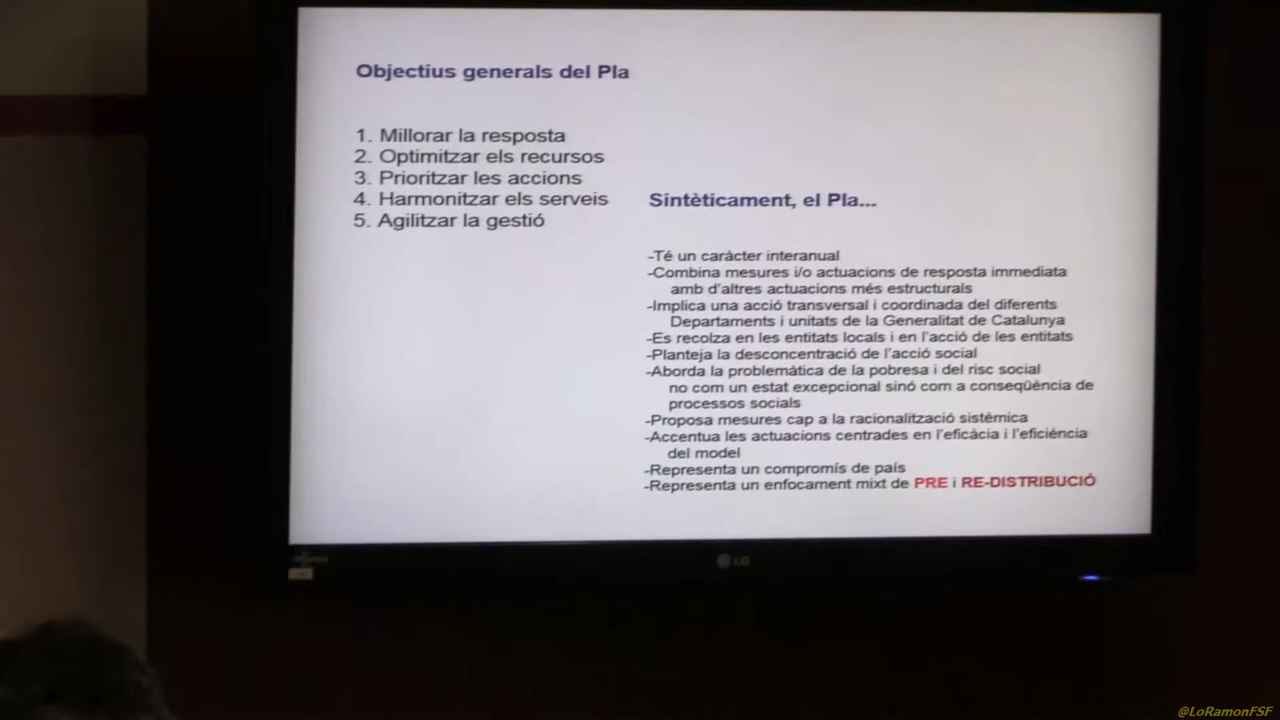 Objectius generals del Pla
1. Millorar la resposta
2. Optimitzar els recursos
3. Prioritzar les accions
4. Harmonitzar els serveis
5. Agilitzar la gestió
Sintèticament, el Pla...
-Té un caràcter interanual
-Combina mesures i/o actuacions de resposta immediata
amb d'altres actuacions més estructurals
-Implica una acció transversal i coordinada del diferents
Departaments i unitats de la Generalitat de Catalunya
-Es recolza en les entitats locals i en l'acció de les entitats
-Planteja la desconcentració de l'acció social
-Aborda la problemàtica de la pobresa i del risc social
no com un estat excepcional sinó com a conseqüència de
processos socials
-Proposa mesures cap a la racionalització sistèmica
-Accentua les actuacions centrades en l'eficàcia i l'eficiència
del model
-Representa un compromís de país
-Representa un enfocament mixt de PRE i RE-DISTRIBUCIÓ
LG
@LoRamonFSF